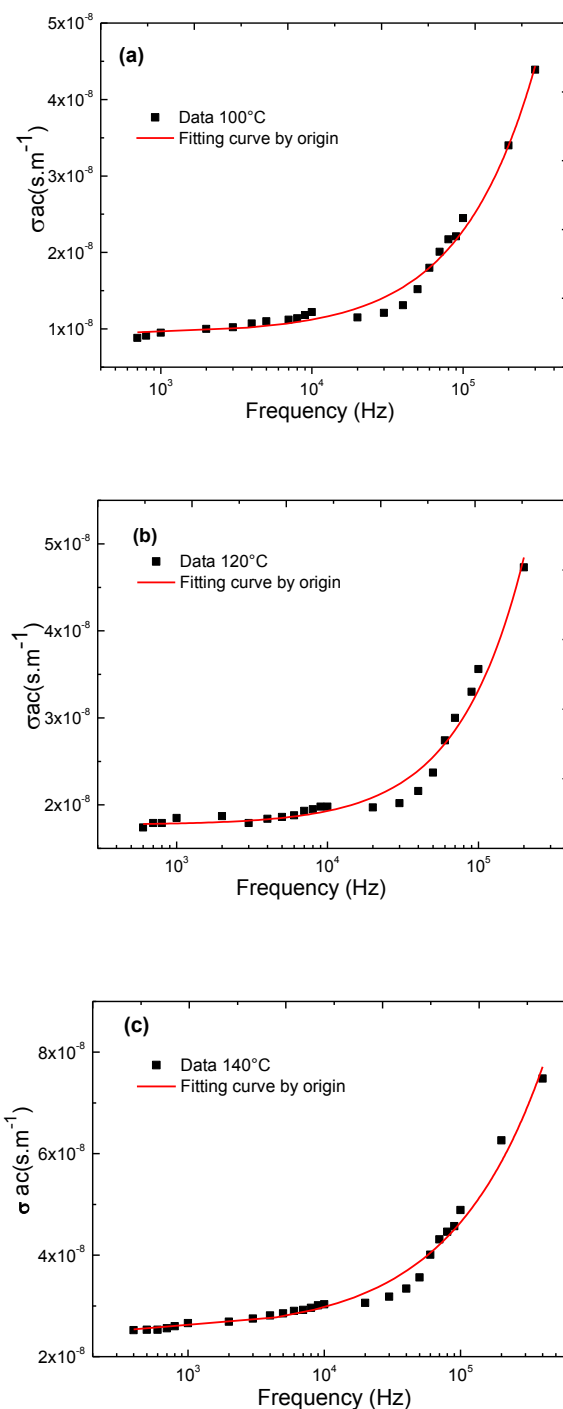 (a)
5x10⁻⁸
4x10⁻⁸
3x10⁻⁸
2x10⁻⁸
1x10⁻⁸
σac(s.m⁻¹)
Data 100°C
Fitting curve by origin
10³ 10⁴ 10⁵
Frequency (Hz)
(b)
5x10⁻⁸
4x10⁻⁸
3x10⁻⁸
2x10⁻⁸
σac(s.m⁻¹)
Data 120°C
Fitting curve by origin
10³ 10⁴ 10⁵
Frequency (Hz)
(c)
8x10⁻⁸
6x10⁻⁸
4x10⁻⁸
2x10⁻⁸
σ ac(s.m⁻¹)
Data 140°C
Fitting curve by origin
10³ 10⁴ 10⁵
Frequency (Hz)